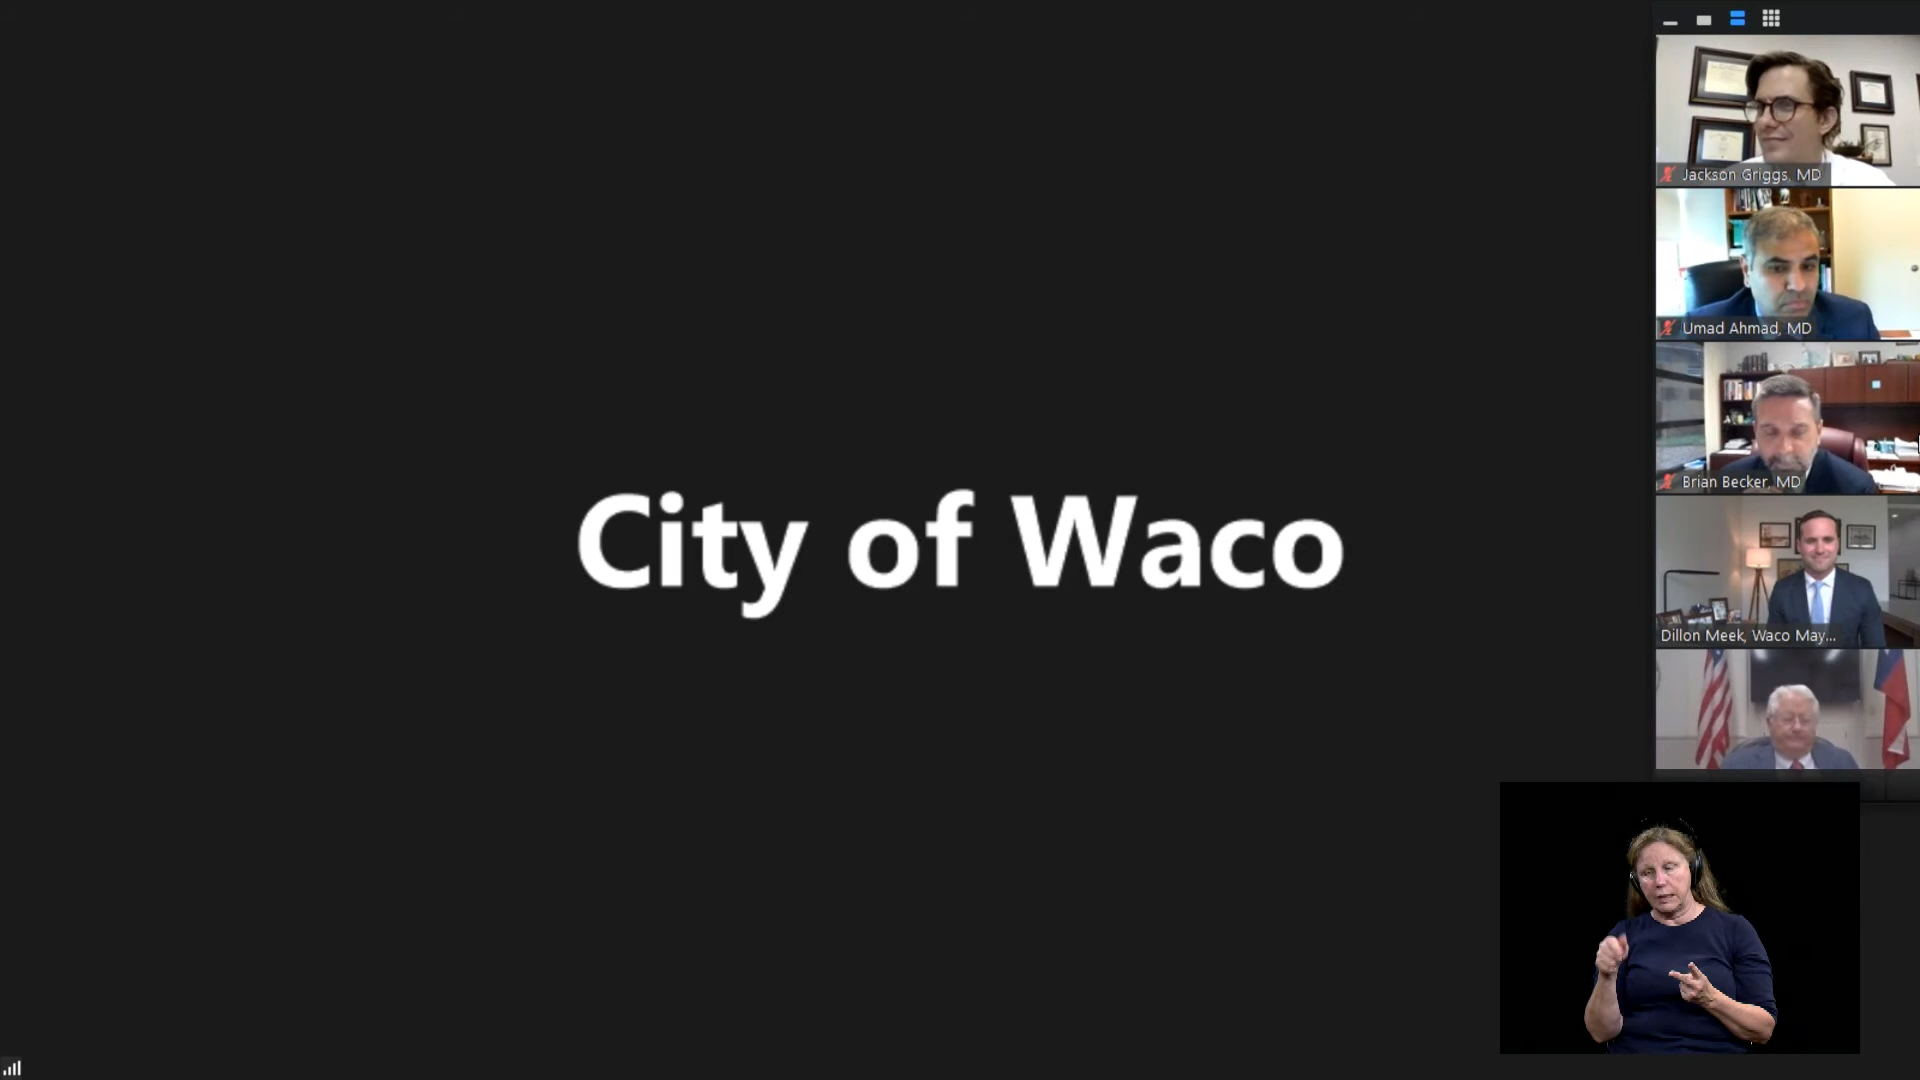 City of Waco
Jackson Griggs, MD
Umad Ahmad, MD
Brian Becker, MD
Dillon Meek, Waco May...